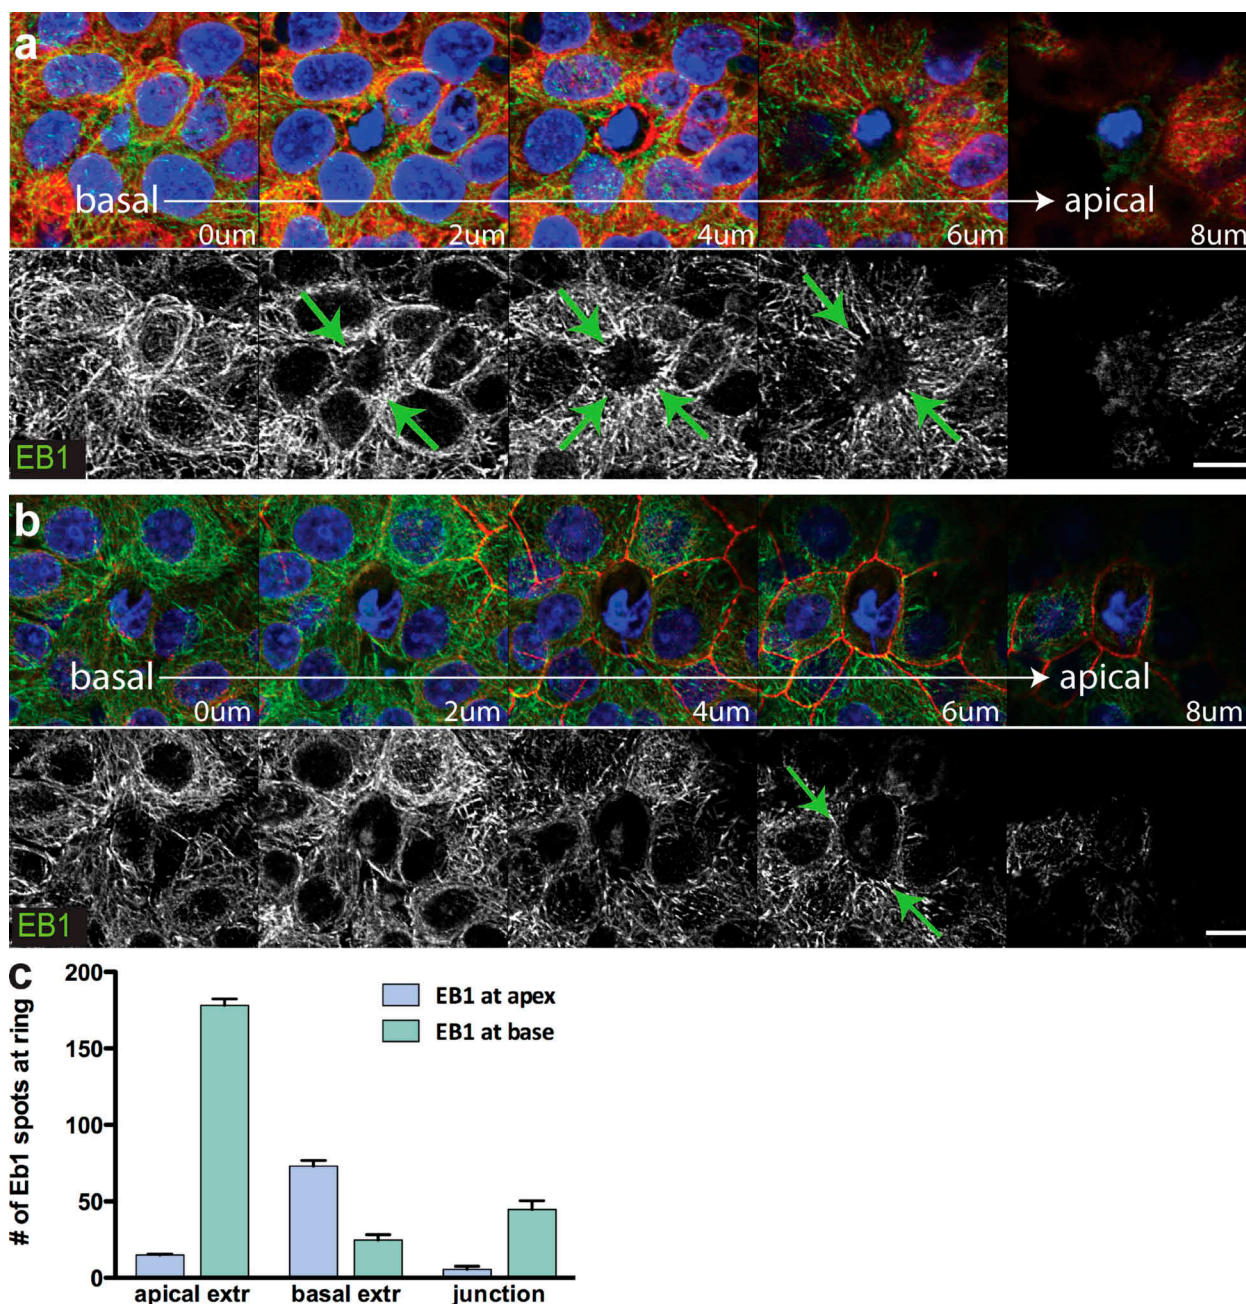 a
basal
apical
0um
2um
4um
6um
8um
EB1
b
basal
apical
0um
2um
4um
6um
8um
EB1
c
# of Eb1 spots at ring
200
150
100
50
0
EB1 at apex
EB1 at base
apical extr
basal extr
junction